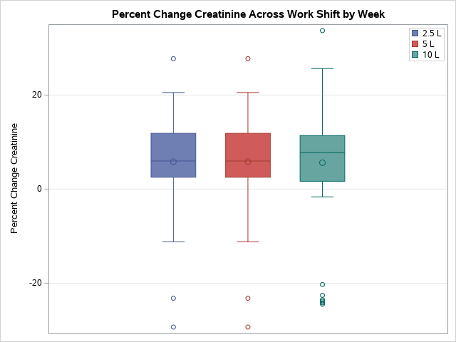 Percent Change Creatinine Across Work Shift by Week
2.5 L
5 L
10 L
20
0
-20
Percent Change Creatinine